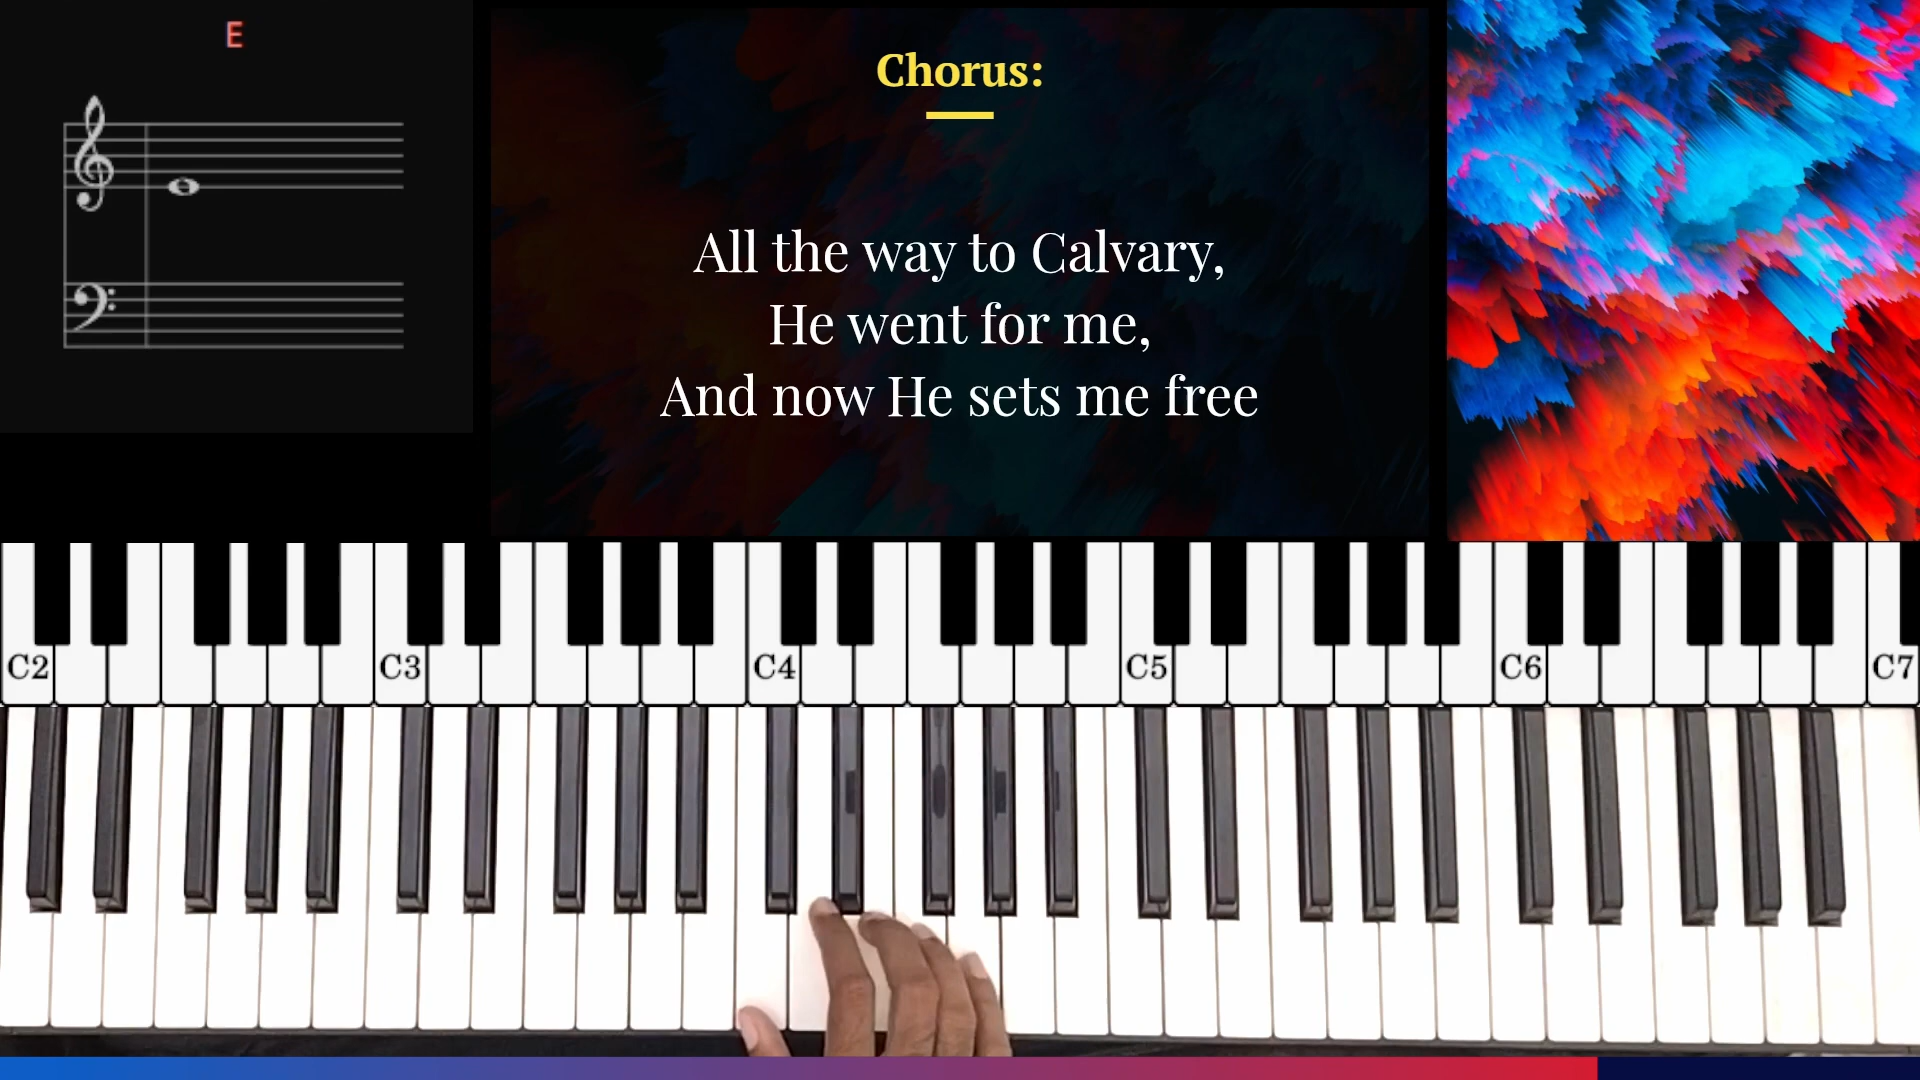 E
Chorus:
All the way to Calvary,
He went for me,
And now He sets me free
C2 C3 C4 C5 C6 C7